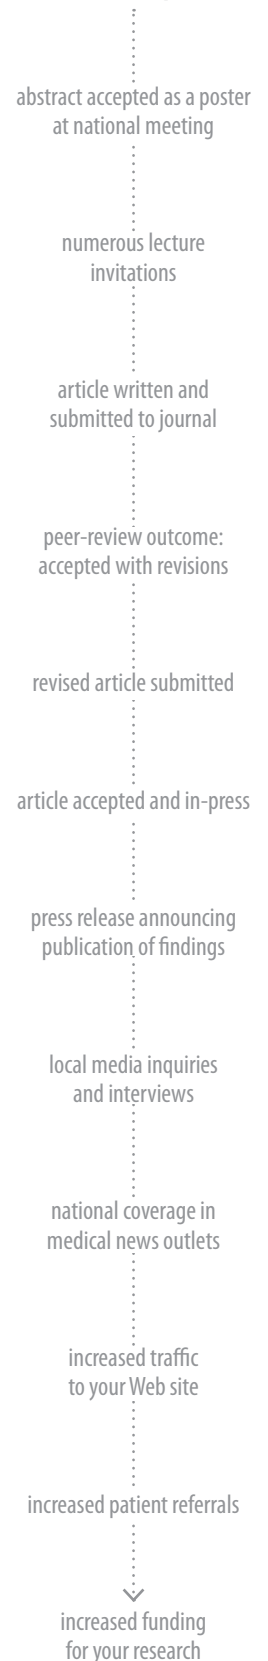 abstract accepted as a poster
at national meeting
numerous lecture
invitations
article written and
submitted to journal
peer-review outcome:
accepted with revisions
revised article submitted
article accepted and in-press
press release announcing
publication of findings
local media inquiries
and interviews
national coverage in
medical news outlets
increased traffic
to your Web site
increased patient referrals
increased funding
for your research